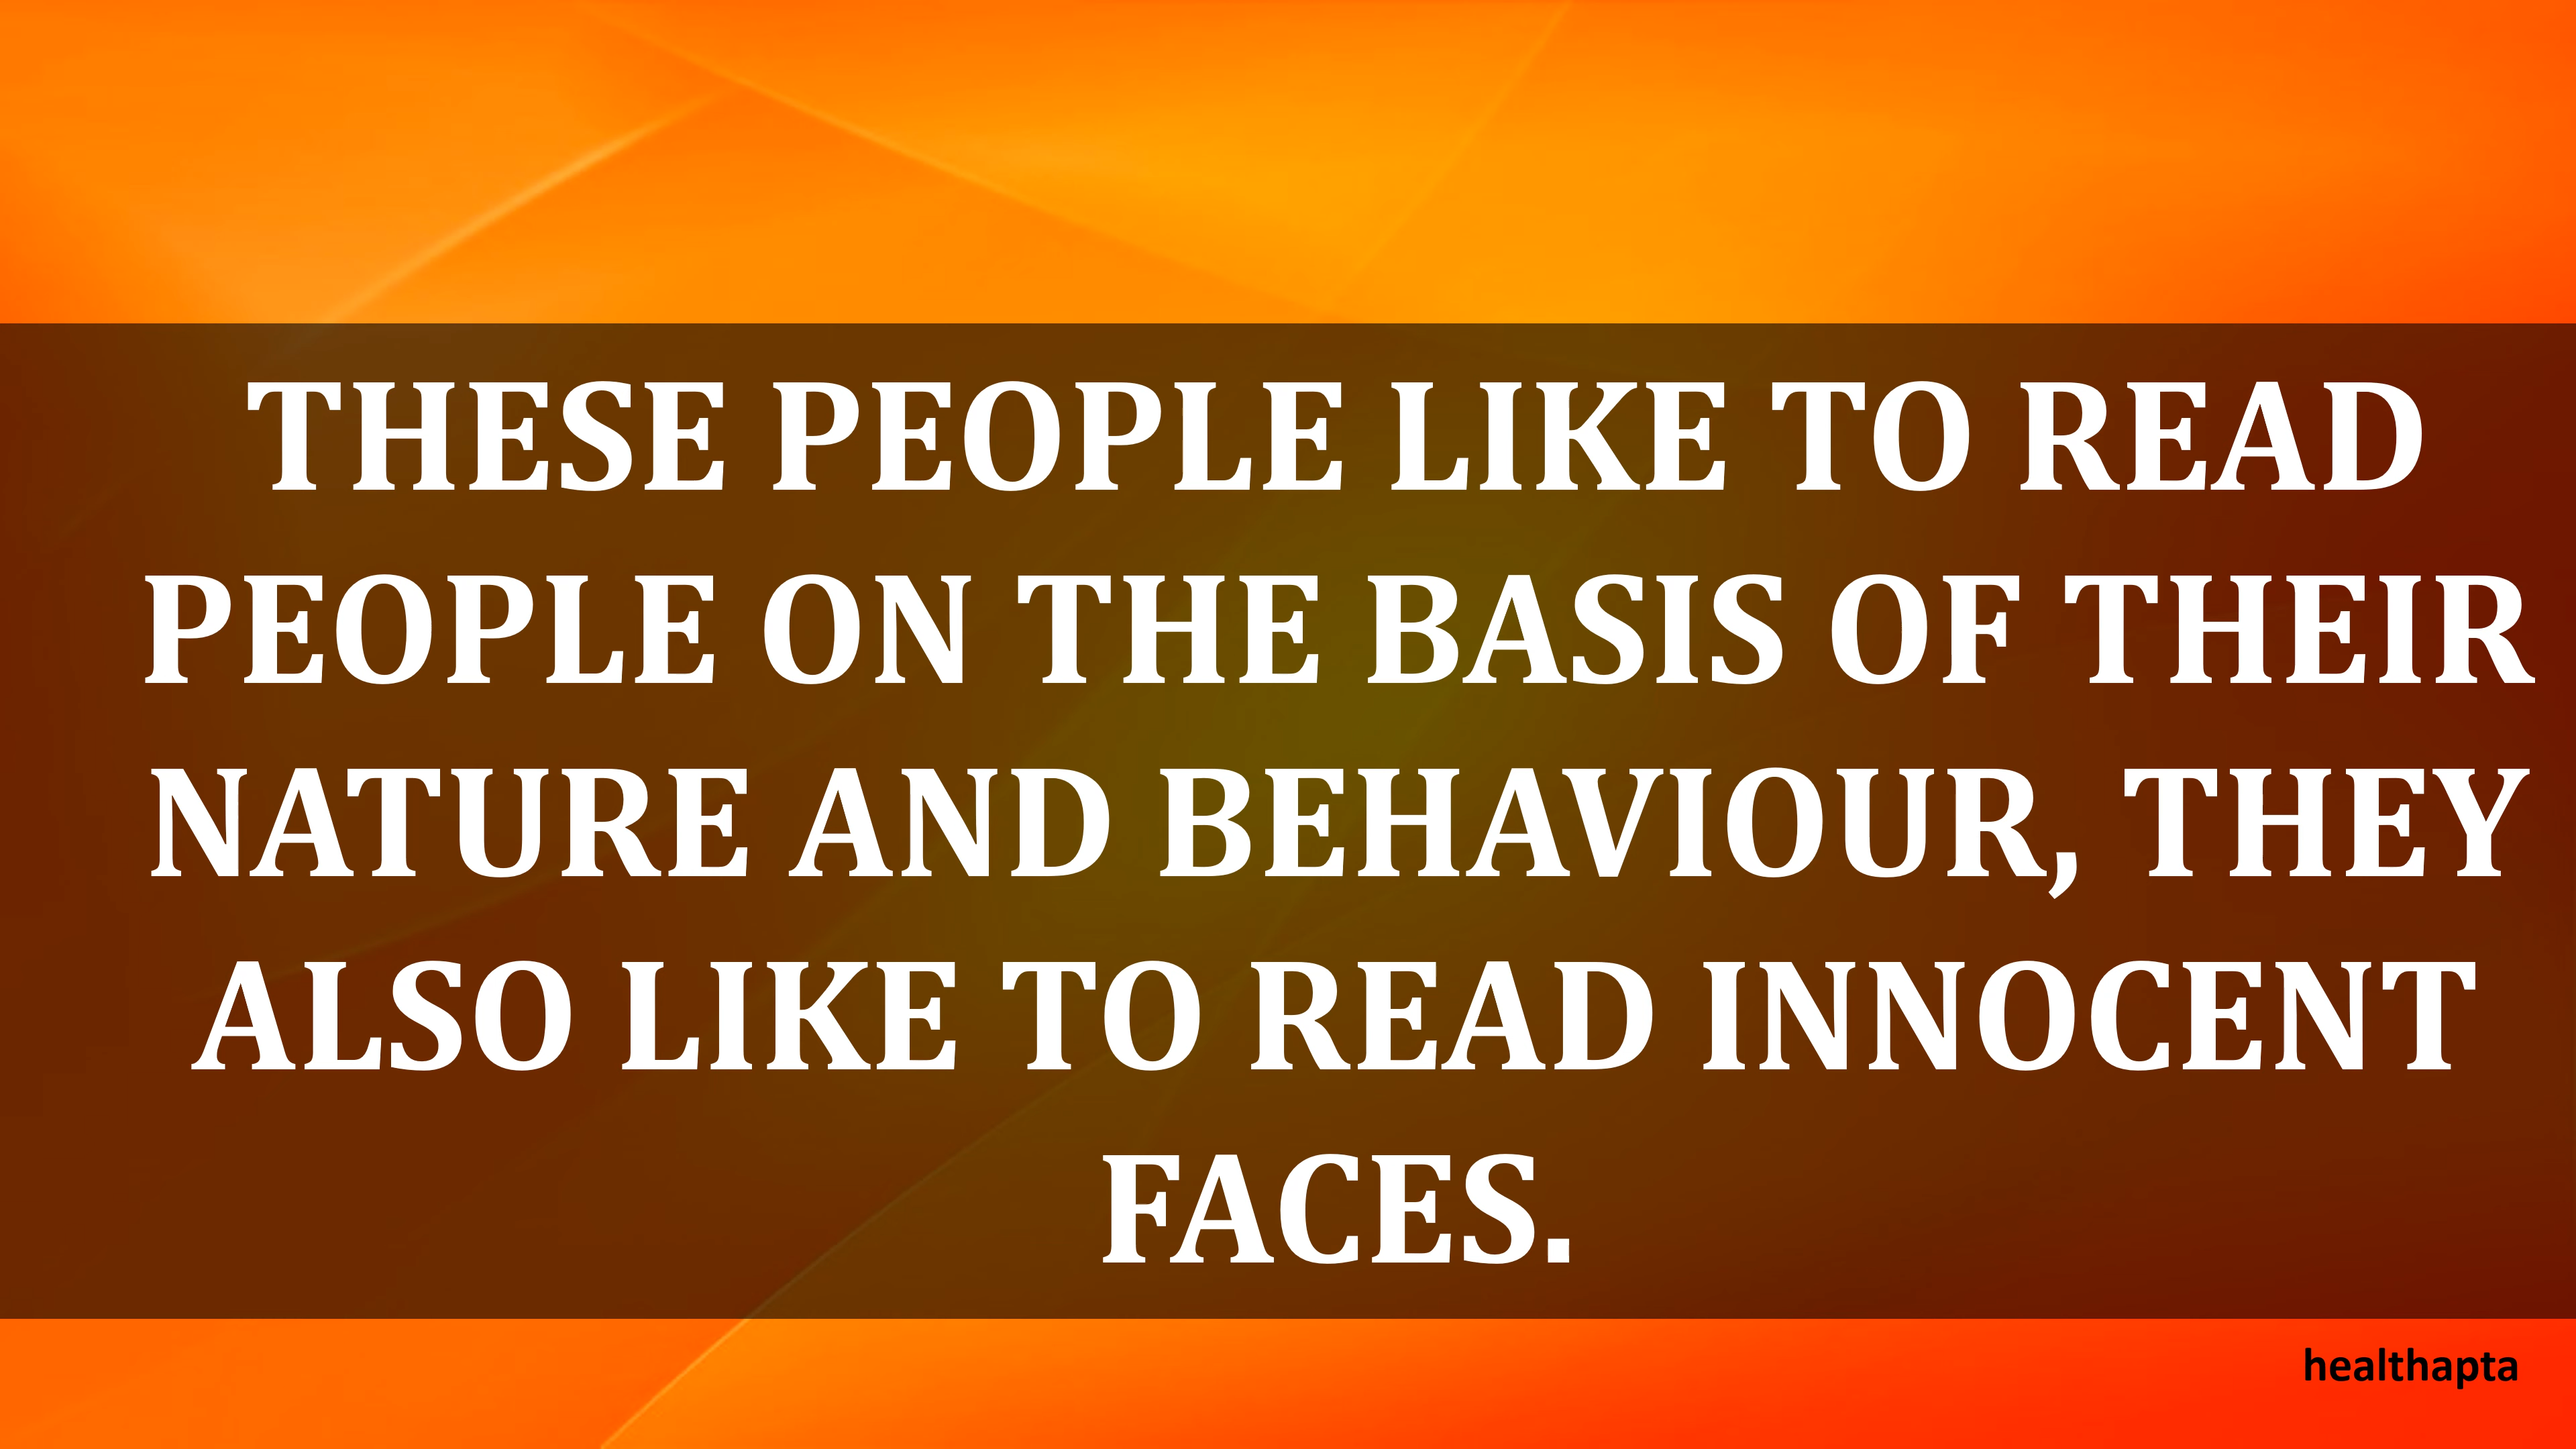 THESE PEOPLE LIKE TO READ
PEOPLE ON THE BASIS OF THEIR
NATURE AND BEHAVIOUR, THEY
ALSO LIKE TO READ INNOCENT
FACES.
healthapta